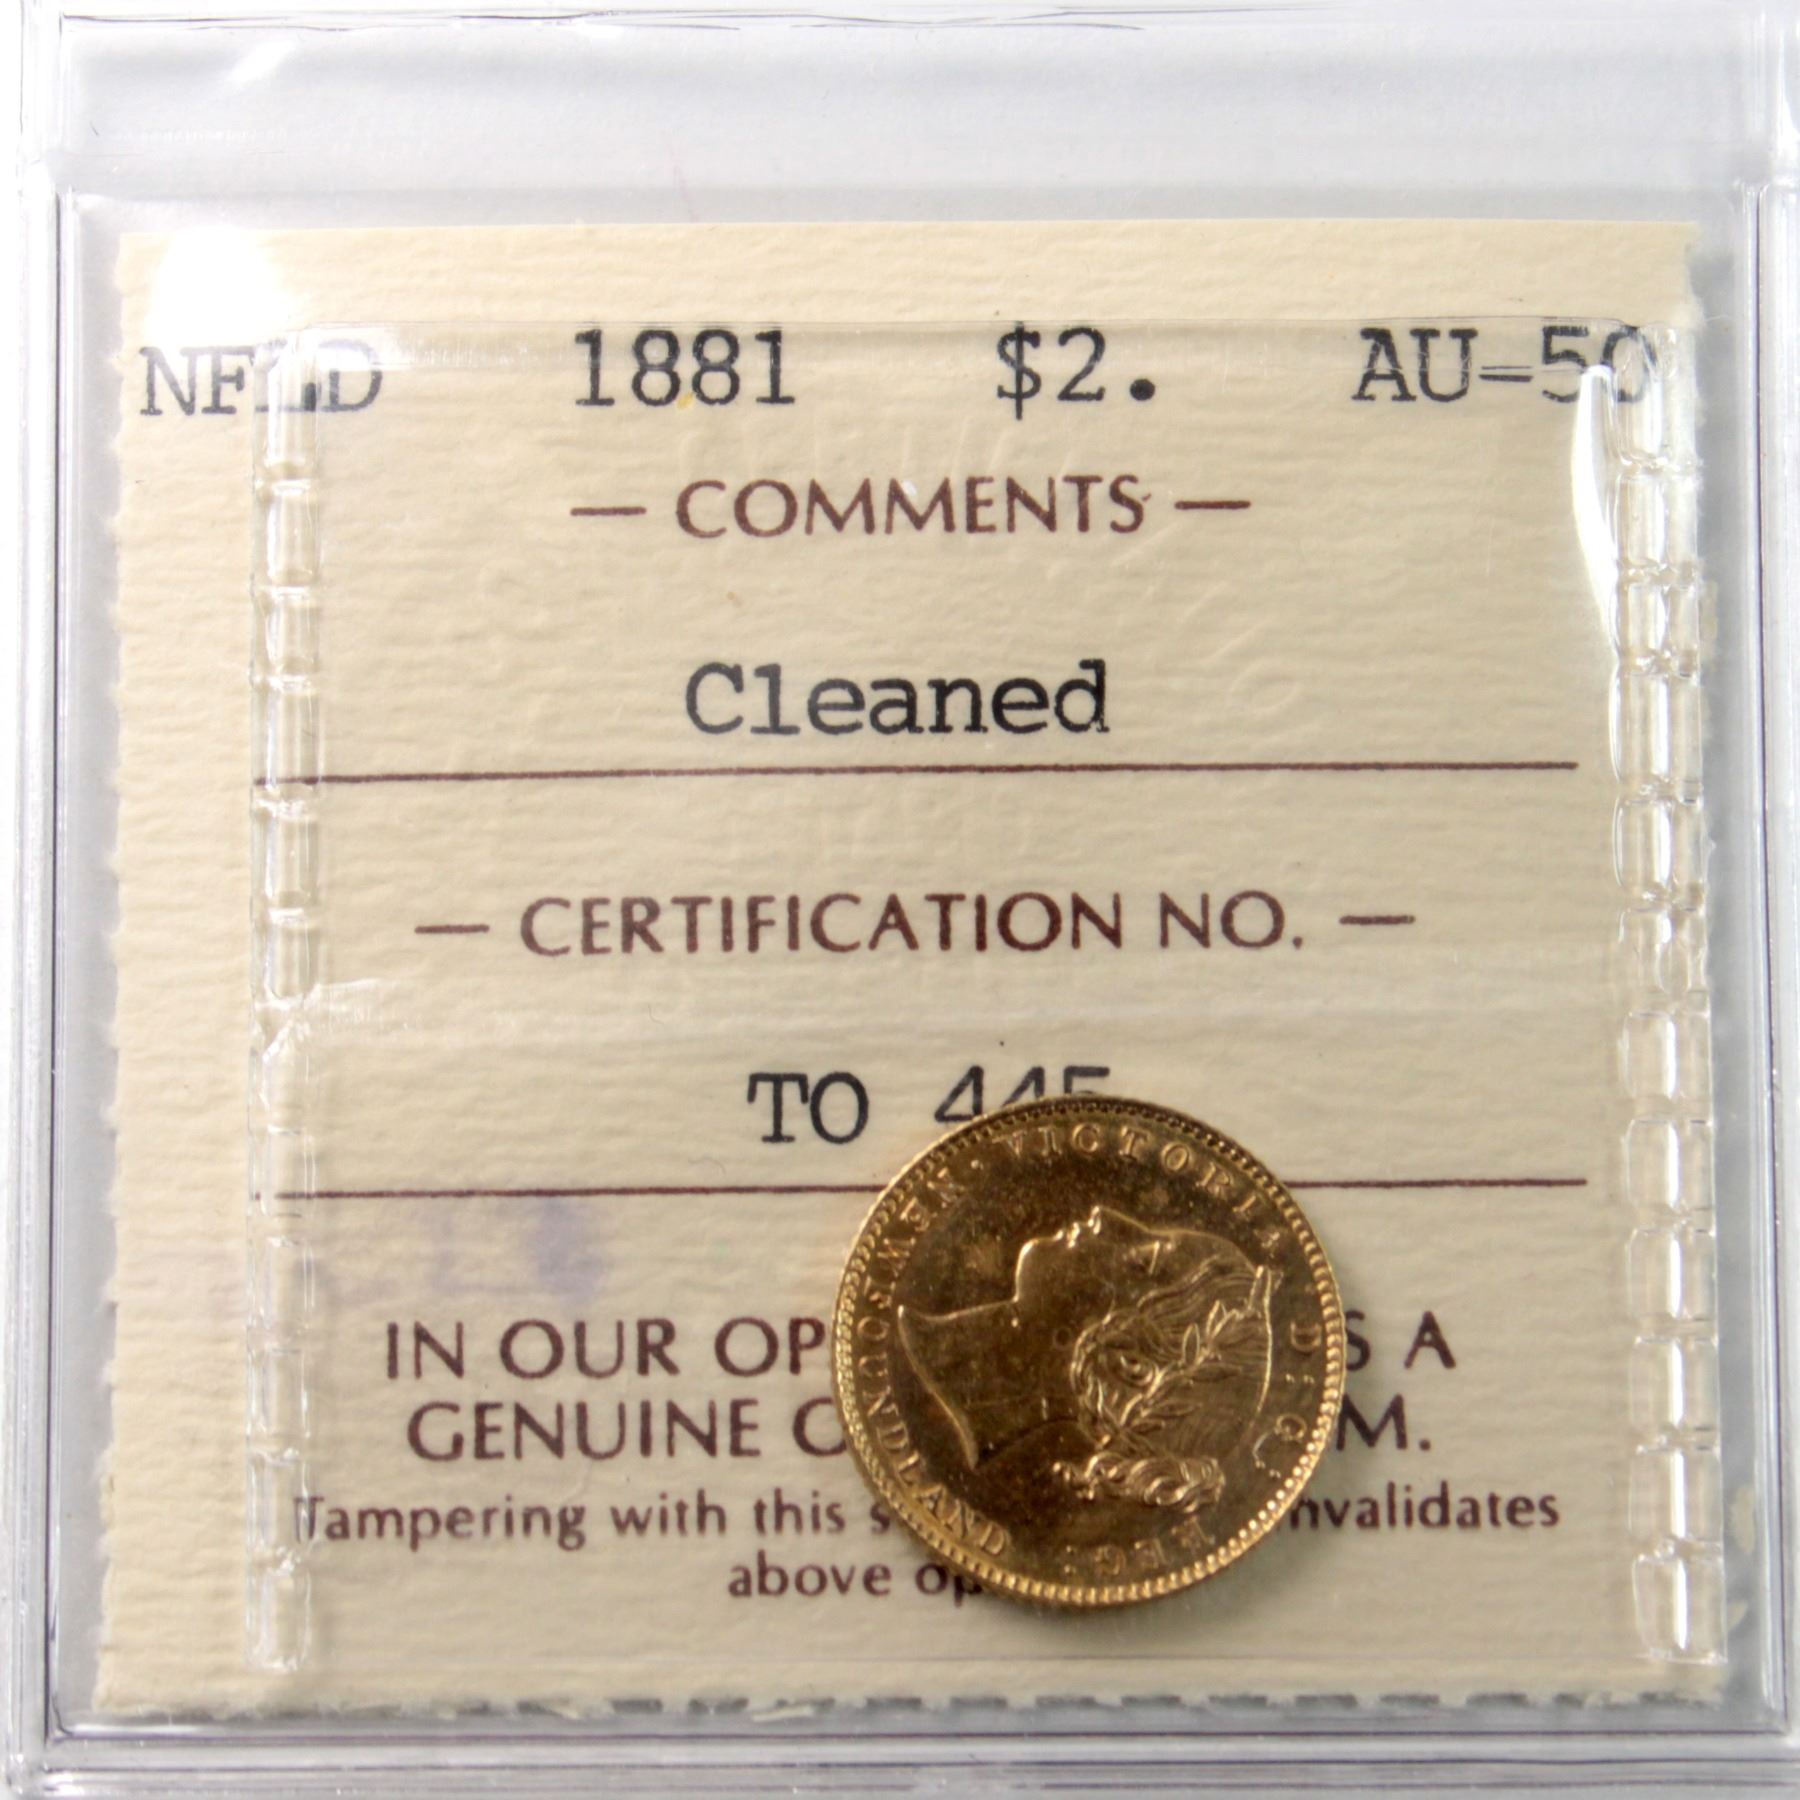 NFLD 1881 $2. AU-50
— COMMENTS —
Cleaned
— CERTIFICATION NO. —
TO 445
IN OUR OP S A
GENUINE C M.
Tampering with this s nvalidates
above op
NEWFOUNDLAND
VICTORIA D: G: REG: